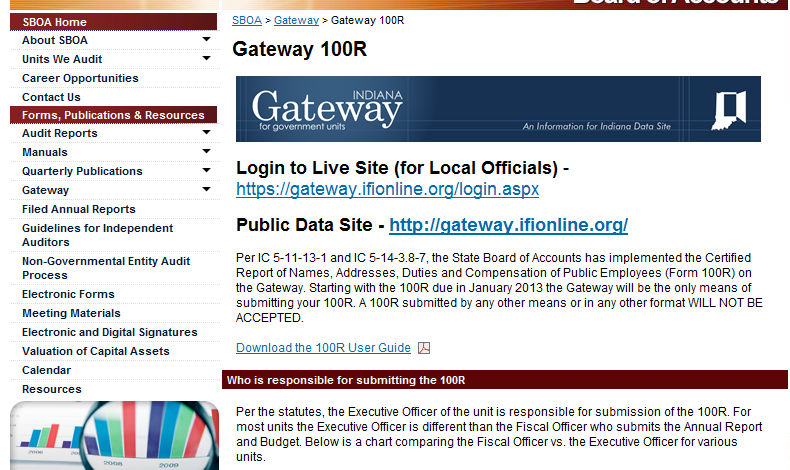 Board of Accounts
SBOA Home
About SBOA
Units We Audit
Career Opportunities
Contact Us
Forms, Publications & Resources
Audit Reports
Manuals
Quarterly Publications
Gateway
Filed Annual Reports
Guidelines for Independent
Auditors
Non-Governmental Entity Audit
Process
Electronic Forms
Meeting Materials
Electronic and Digital Signatures
Valuation of Capital Assets
Calendar
Resources
2008
2009
SBOA > Gateway > Gateway 100R
Gateway 100R
INDIANA
Gateway
for government units
An Information for Indiana Data Site
Login to Live Site (for Local Officials) -
https://gateway.ifionline.org/login.aspx
Public Data Site - http://gateway.ifionline.org/
Per IC 5-11-13-1 and IC 5-14-3.8-7, the State Board of Accounts has implemented the Certified
Report of Names, Addresses, Duties and Compensation of Public Employees (Form 100R) on
the Gateway. Starting with the 100R due in January 2013 the Gateway will be the only means of
submitting your 100R. A 100R submitted by any other means or in any other format WILL NOT BE
ACCEPTED.
Download the 100R User Guide
Who is responsible for submitting the 100R
Per the statutes, the Executive Officer of the unit is responsible for submission of the 100R. For
most units the Executive Officer is different than the Fiscal Officer who submits the Annual Report
and Budget. Below is a chart comparing the Fiscal Officer vs. the Executive Officer for various
units.